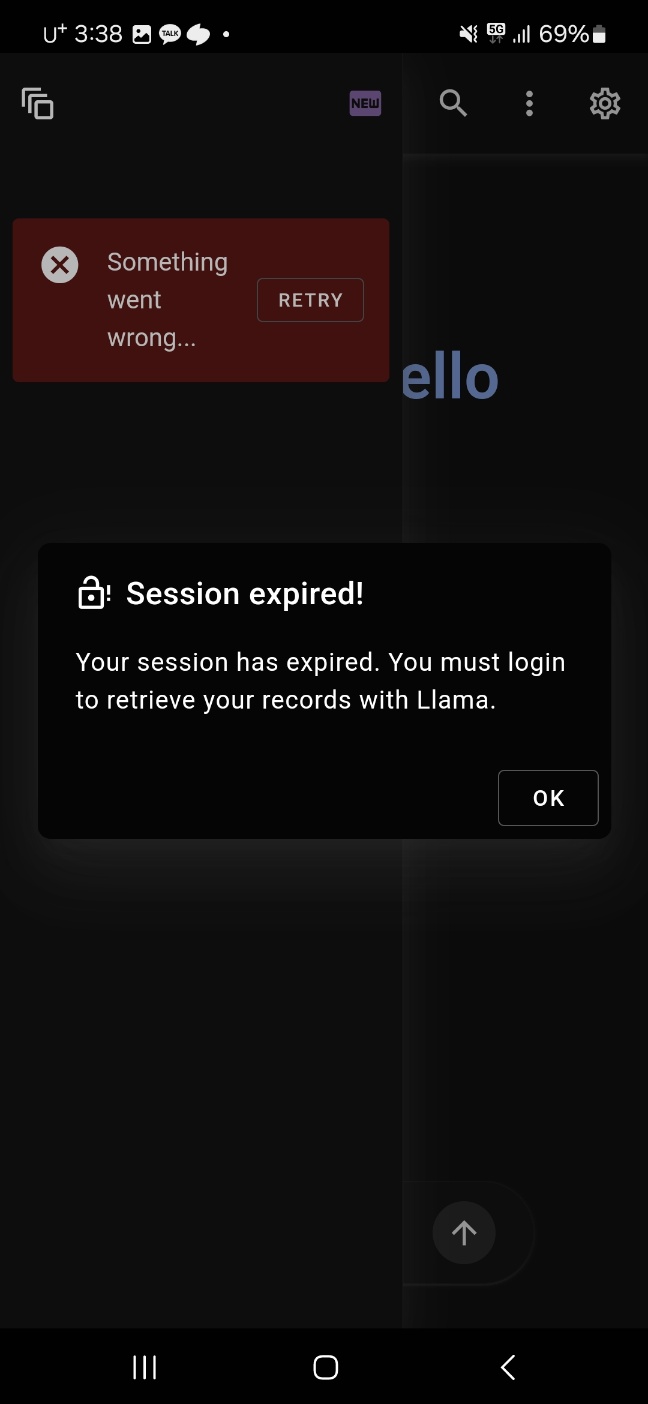 U+ 3:38 TALK 5G 69%
NEW
Something
went
wrong...
RETRY
ello
Session expired!
Your session has expired. You must login
to retrieve your records with Llama.
OK